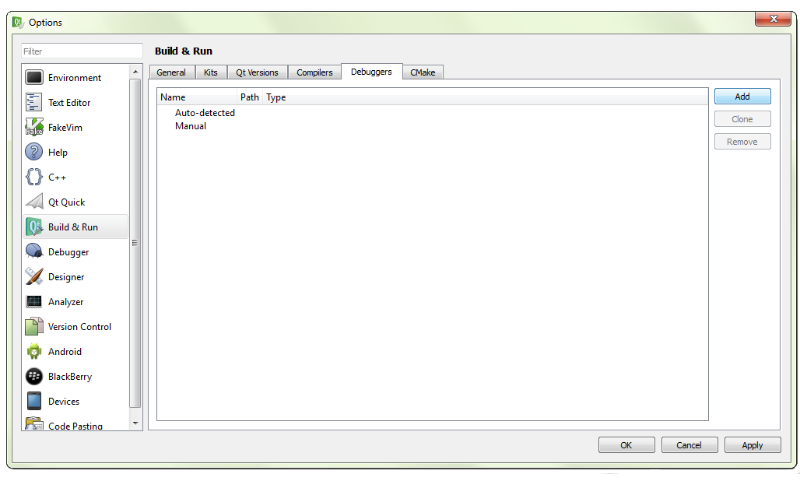 Options
Filter
Build & Run
Environment
Text Editor
FakeVim
Help
C++
Qt Quick
Build & Run
Debugger
Designer
Analyzer
Version Control
Android
BlackBerry
Devices
Code Pasting
General Kits Qt Versions Compilers Debuggers CMake
Name Path Type
Auto-detected
Manual
Add
Clone
Remove
OK Cancel Apply